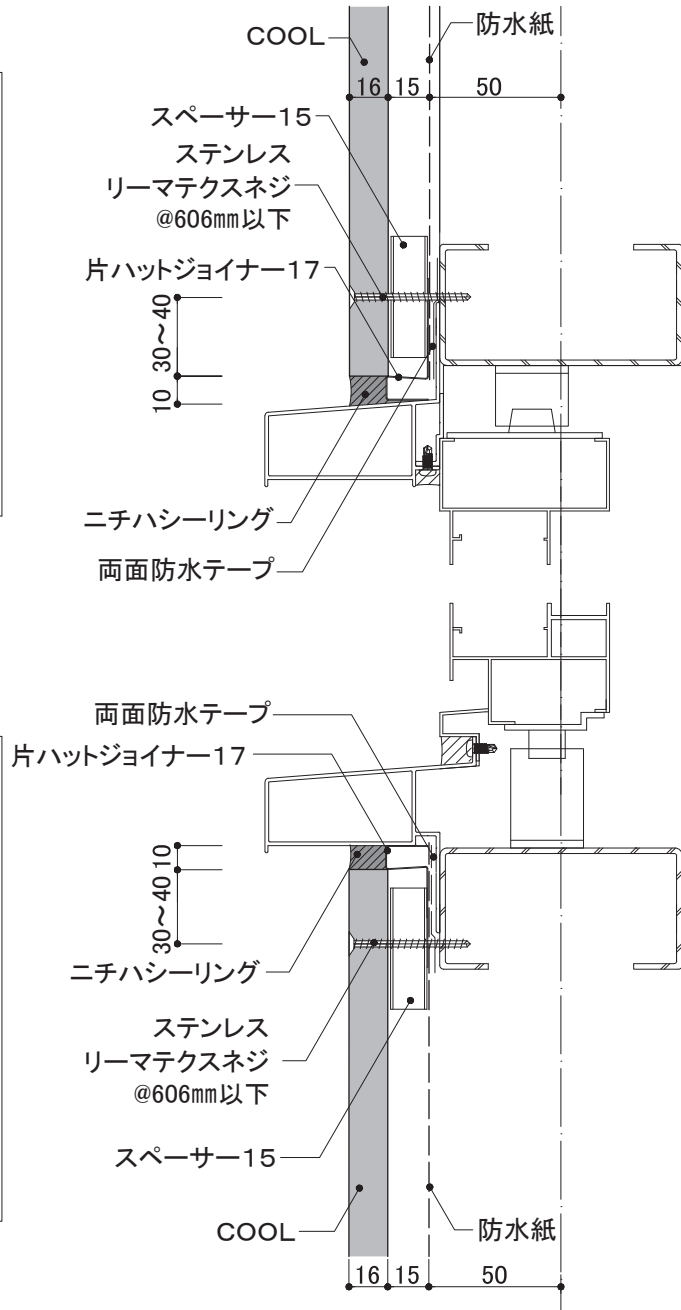 COOL
防水紙
16
15
50
スペーサー15
ステンレス
リーマテクスネジ
@606mm以下
片ハットジョイナー17
30～40
10
ニチハシーリング
両面防水テープ
両面防水テープ
片ハットジョイナー17
10
30～40
ニチハシーリング
ステンレス
リーマテクスネジ
@606mm以下
スペーサー15
COOL
防水紙
16
15
50